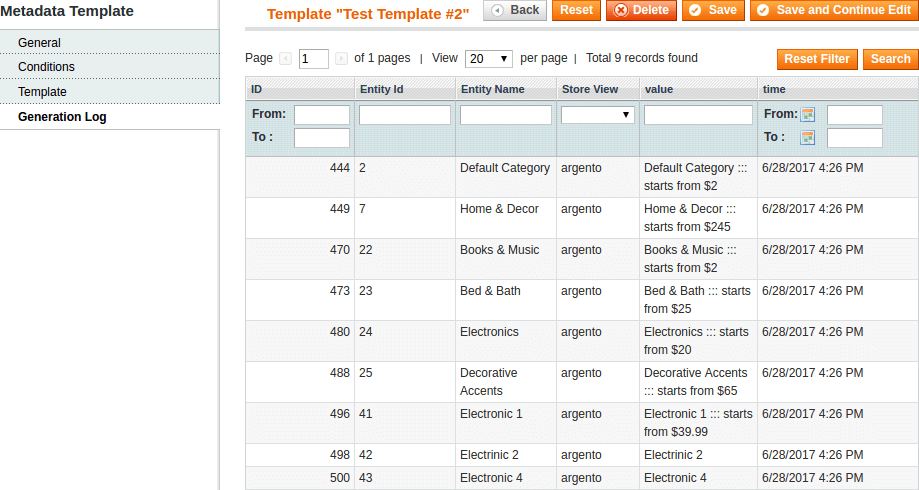 Metadata Template
General
Conditions
Template
Generation Log
Template "Test Template #2" Back Reset Delete Save Save and Continue Edit
Page 1 of 1 pages | View 20 per page | Total 9 records found Reset Filter Search
ID Entity Id Entity Name Store View value time
From: From:
To : To :
444 2 Default Category argento Default Category ::: 6/28/2017 4:26 PM
starts from $2
449 7 Home & Decor argento Home & Decor ::: 6/28/2017 4:26 PM
starts from $245
470 22 Books & Music argento Books & Music ::: 6/28/2017 4:26 PM
starts from $2
473 23 Bed & Bath argento Bed & Bath ::: starts 6/28/2017 4:26 PM
from $25
480 24 Electronics argento Electronics ::: starts 6/28/2017 4:26 PM
from $20
488 25 Decorative argento Decorative Accents 6/28/2017 4:26 PM
Accents ::: starts from $65
496 41 Electronic 1 argento Electronic 1 ::: starts 6/28/2017 4:26 PM
from $39.99
498 42 Electrinic 2 argento Electrinic 2 6/28/2017 4:26 PM
500 43 Electronic 4 argento Electronic 4 6/28/2017 4:26 PM